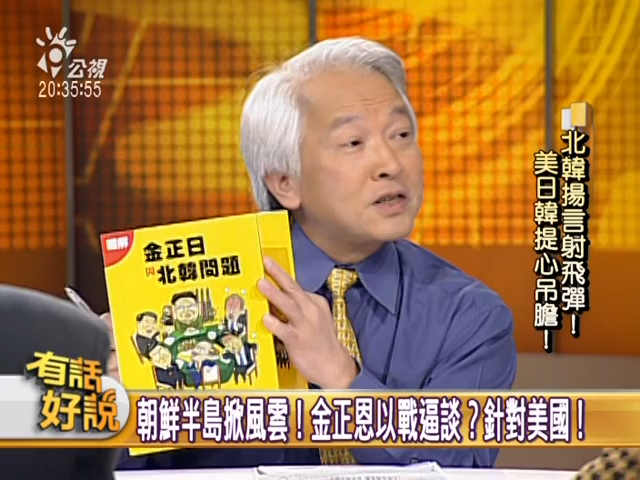 公視
20:35:55
北韓揚言射飛彈！
美日韓提心吊膽！
圖解
金正日
與
北韓問題
有話
好說
朝鮮半島掀風雲！金正恩以戰逼談？針對美國！